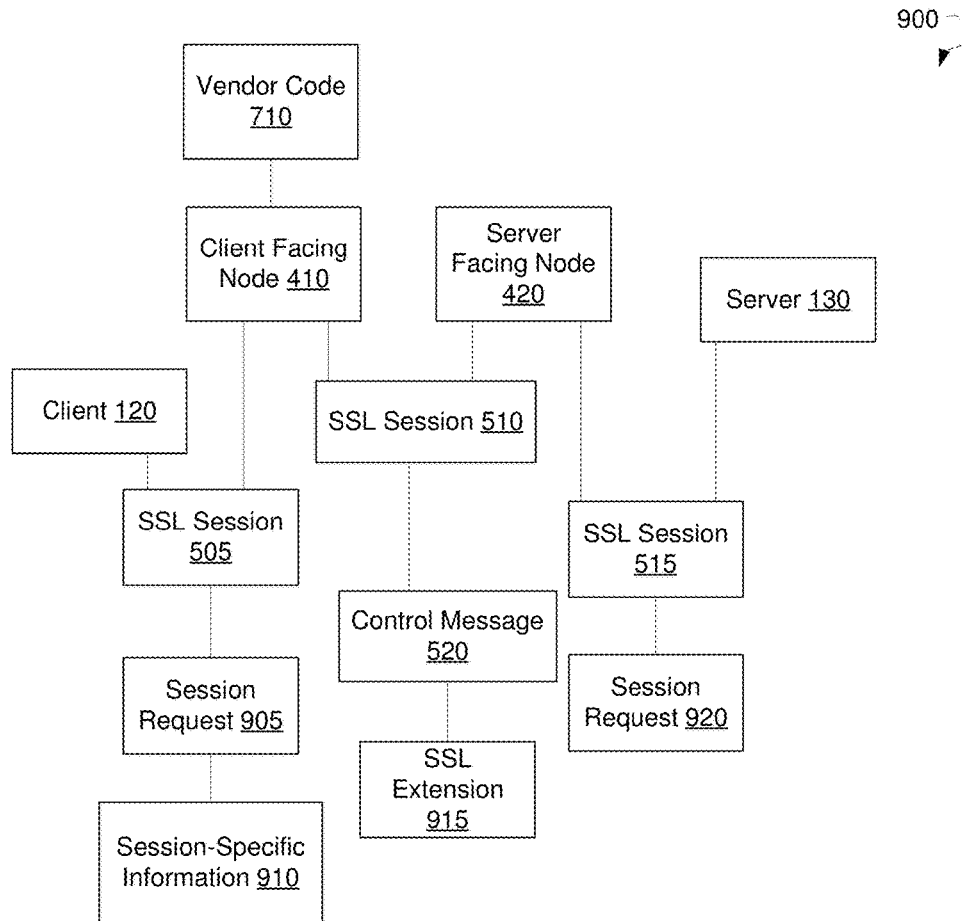 900
Vendor Code
710
Client Facing
Node 410
Server
Facing Node
420
Server 130
Client 120
SSL Session 510
SSL Session
505
SSL Session
515
Control Message
520
Session
Request 905
Session
Request 920
SSL
Extension
915
Session-Specific
Information 910